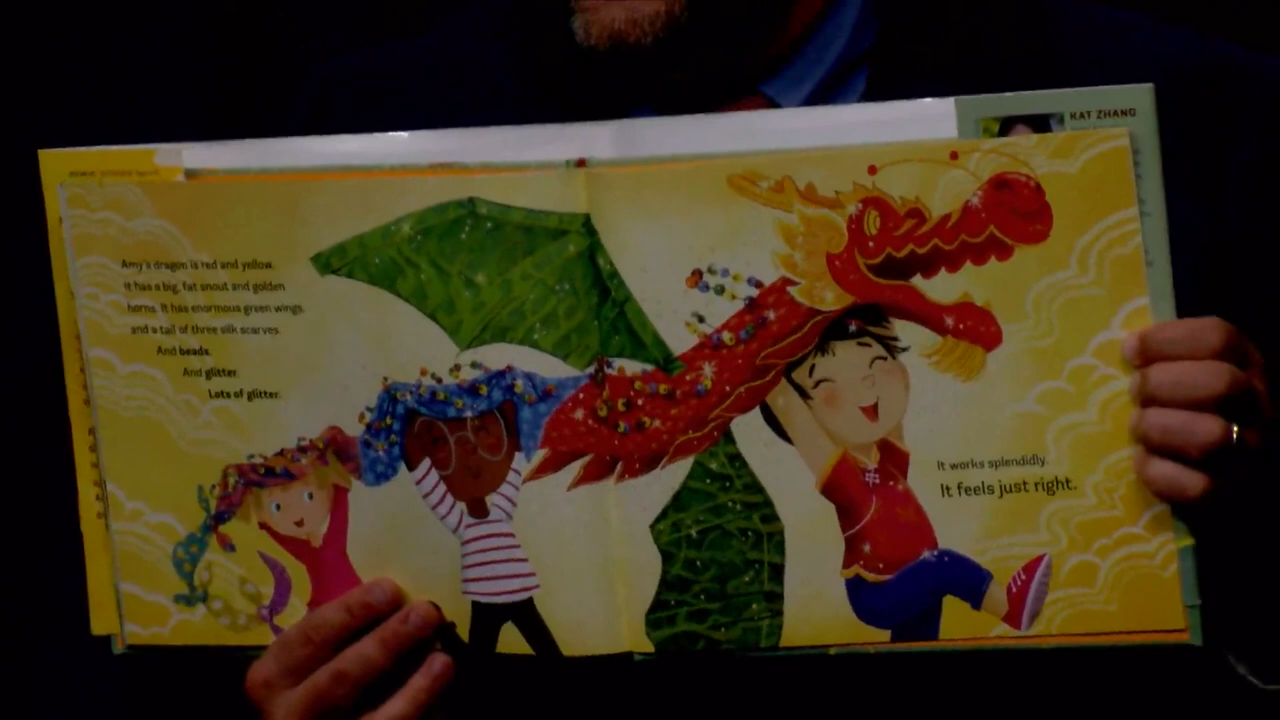 KAT ZHANG
Amy's dragon is red and yellow.
It has a big, fat snout and golden
horns. It has enormous green wings,
and a tail of three silk scarves.
And beads.
And glitter.
Lots of glitter.
It works splendidly.
It feels just right.